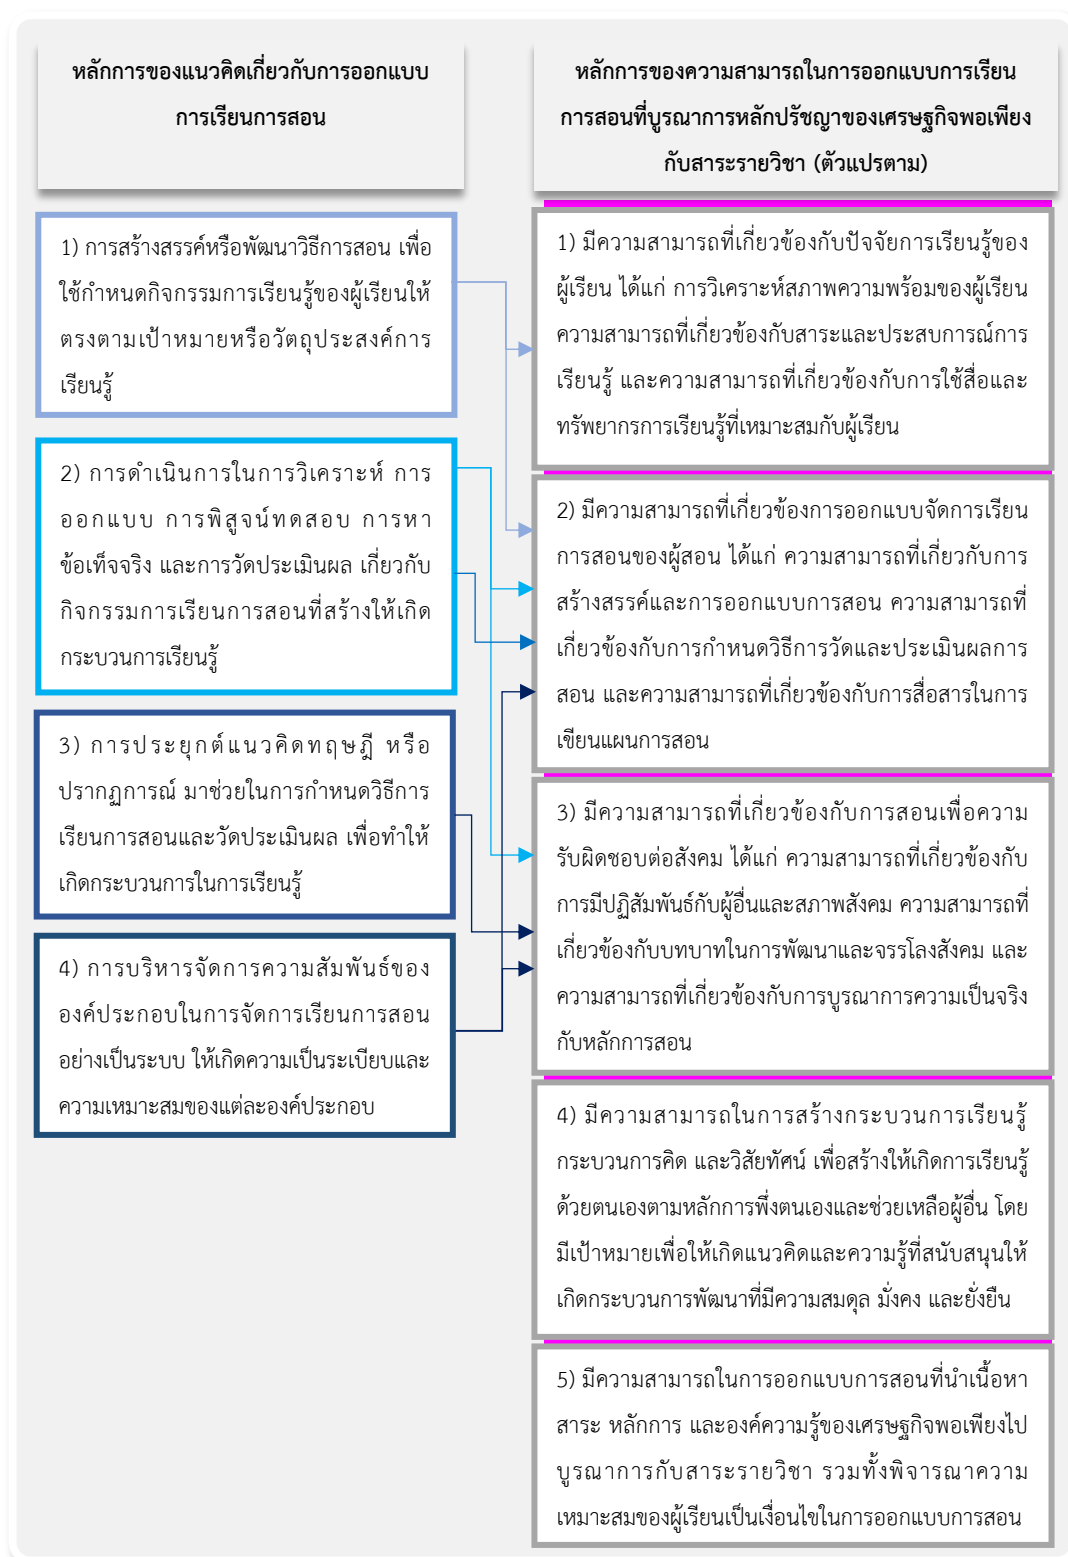 หลักการของแนวคิดเกี่ยวกับการออกแบบ
การเรียนการสอน
หลักการของความสามารถในการออกแบบการเรียน
การสอนที่บูรณาการหลักปรัชญาของเศรษฐกิจพอเพียง
กับสาระรายวิชา (ตัวแปรตาม)
1) การสร้างสรรค์หรือพัฒนาวิธีการสอน เพื่อ
ใช้กำหนดกิจกรรมการเรียนรู้ของผู้เรียนให้
ตรงตามเป้าหมายหรือวัตถุประสงค์การ
เรียนรู้
2) การดำเนินการในการวิเคราะห์ การ
ออกแบบ การพิสูจน์ทดสอบ การหา
ข้อเท็จจริง และการวัดประเมินผล เกี่ยวกับ
กิจกรรมการเรียนการสอนที่สร้างให้เกิด
กระบวนการเรียนรู้
3) การประยุกต์แนวคิดทฤษฎี หรือ
ปรากฏการณ์ มาช่วยในการกำหนดวิธีการ
เรียนการสอนและวัดประเมินผล เพื่อทำให้
เกิดกระบวนการในการเรียนรู้
4) การบริหารจัดการความสัมพันธ์ของ
องค์ประกอบในการจัดการเรียนการสอน
อย่างเป็นระบบ ให้เกิดความเป็นระเบียบและ
ความเหมาะสมของแต่ละองค์ประกอบ
1) มีความสามารถที่เกี่ยวข้องกับปัจจัยการเรียนรู้ของ
ผู้เรียน ได้แก่ การวิเคราะห์สภาพความพร้อมของผู้เรียน
ความสามารถที่เกี่ยวข้องกับสาระและประสบการณ์การ
เรียนรู้ และความสามารถที่เกี่ยวข้องกับการใช้สื่อและ
ทรัพยากรการเรียนรู้ที่เหมาะสมกับผู้เรียน
2) มีความสามารถที่เกี่ยวข้องการออกแบบจัดการเรียน
การสอนของผู้สอน ได้แก่ ความสามารถที่เกี่ยวกับการ
สร้างสรรค์และการออกแบบการสอน ความสามารถที่
เกี่ยวข้องกับการกำหนดวิธีการวัดและประเมินผลการ
สอน และความสามารถที่เกี่ยวข้องกับการสื่อสารในการ
เขียนแผนการสอน
3) มีความสามารถที่เกี่ยวข้องกับการสอนเพื่อความ
รับผิดชอบต่อสังคม ได้แก่ ความสามารถที่เกี่ยวข้องกับ
การมีปฏิสัมพันธ์กับผู้อื่นและสภาพสังคม ความสามารถที่
เกี่ยวข้องกับบทบาทในการพัฒนาและจรรโลงสังคม และ
ความสามารถที่เกี่ยวข้องกับการบูรณาการความเป็นจริง
กับหลักการสอน
4) มีความสามารถในการสร้างกระบวนการเรียนรู้
กระบวนการคิด และวิสัยทัศน์ เพื่อสร้างให้เกิดการเรียนรู้
ด้วยตนเองตามหลักการพึ่งตนเองและช่วยเหลือผู้อื่น โดย
มีเป้าหมายเพื่อให้เกิดแนวคิดและความรู้ที่สนับสนุนให้
เกิดกระบวนการพัฒนาที่มีความสมดุล มั่งคง และยั่งยืน
5) มีความสามารถในการออกแบบการสอนที่นำเนื้อหา
สาระ หลักการ และองค์ความรู้ของเศรษฐกิจพอเพียงไป
บูรณาการกับสาระรายวิชา รวมทั้งพิจารณาความ
เหมาะสมของผู้เรียนเป็นเงื่อนไขในการออกแบบการสอน